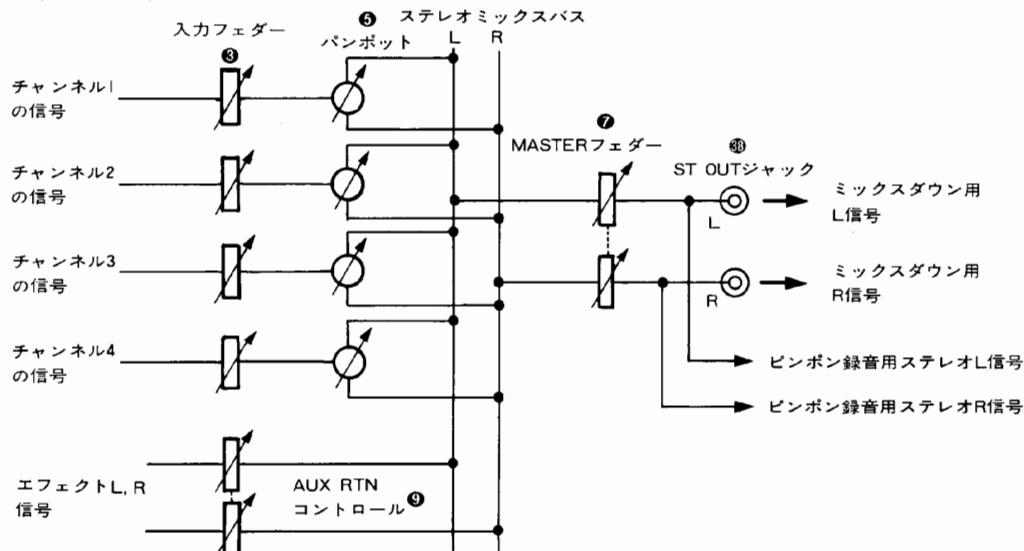 ステレオミックスバス
❺
入力フェダー
パンポット
L
R
❸
チャンネル1
の信号
❼
MASTERフェダー
㊳
ST OUTジャック
チャンネル2
の信号
ミックスダウン用
L信号
L
チャンネル3
の信号
ミックスダウン用
R信号
R
チャンネル4
の信号
ピンポン録音用ステレオL信号
ピンポン録音用ステレオR信号
エフェクトL, R
信号
AUX RTN
コントロール❾